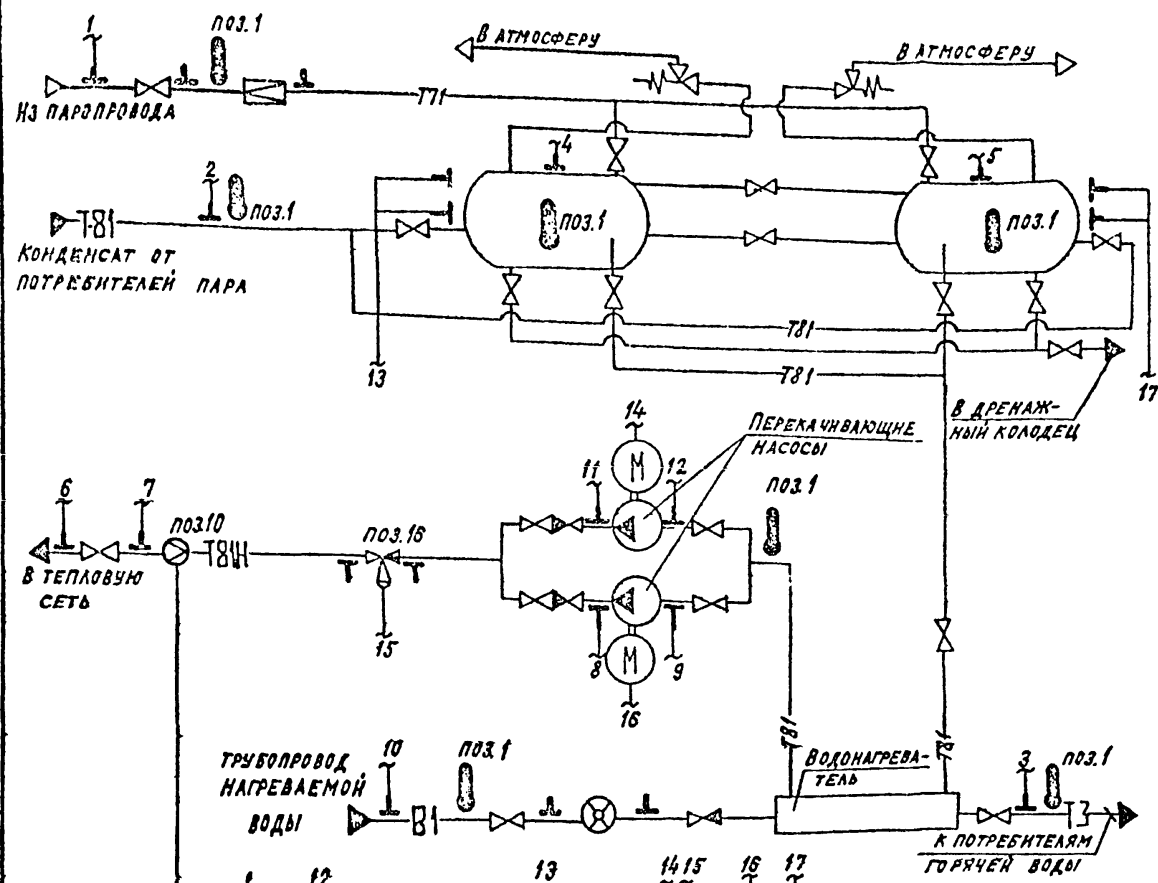 1
ПОЗ.1
В АТМОСФЕРУ
В АТМОСФЕРУ
ИЗ ПАРОПРОВОДА
Т71
4
5
2
ПОЗ.1
ПОЗ.1
ПОЗ.1
Т81
КОНДЕНСАТ ОТ
ПОТРЕБИТЕЛЕЙ ПАРА
Т81
Т81
13
17
В ДРЕНАЖ-
НЫЙ КОЛОДЕЦ
14
ПЕРЕКАЧИВАЮЩИЕ
НАСОСЫ
М
11
12
ПОЗ.1
6
7
ПОЗ.10
ПОЗ.16
Т81Н
В ТЕПЛОВУЮ
СЕТЬ
15
8
М
9
16
Т81
Т81
ТРУБОПРОВОД
НАГРЕВАЕМОЙ
ВОДЫ
10
ПОЗ.1
ВОДОНАГРЕВА-
ТЕЛЬ
3
ПОЗ.1
К ПОТРЕБИТЕЛЯМ
ГОРЯЧЕЙ ВОДЫ
12
13
14 15
16
17